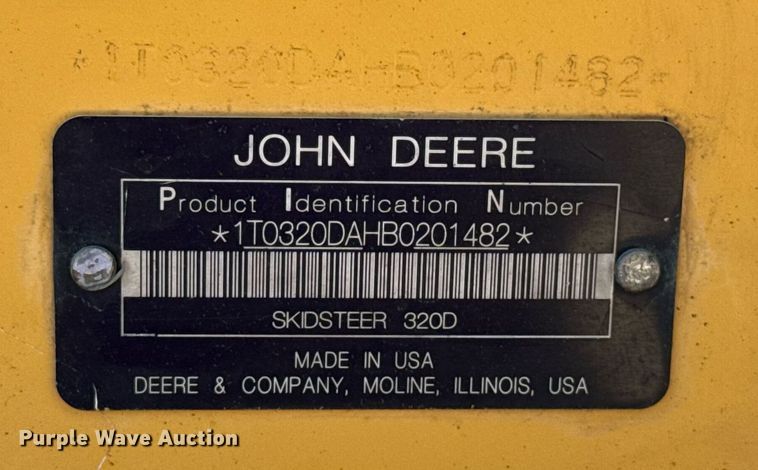 *1T0320DAHB0201482*
JOHN DEERE
Product Identification Number
*1T0320DAHB0201482*
SKIDSTEER 320D
MADE IN USA
DEERE & COMPANY, MOLINE, ILLINOIS, USA
Purple Wave Auction